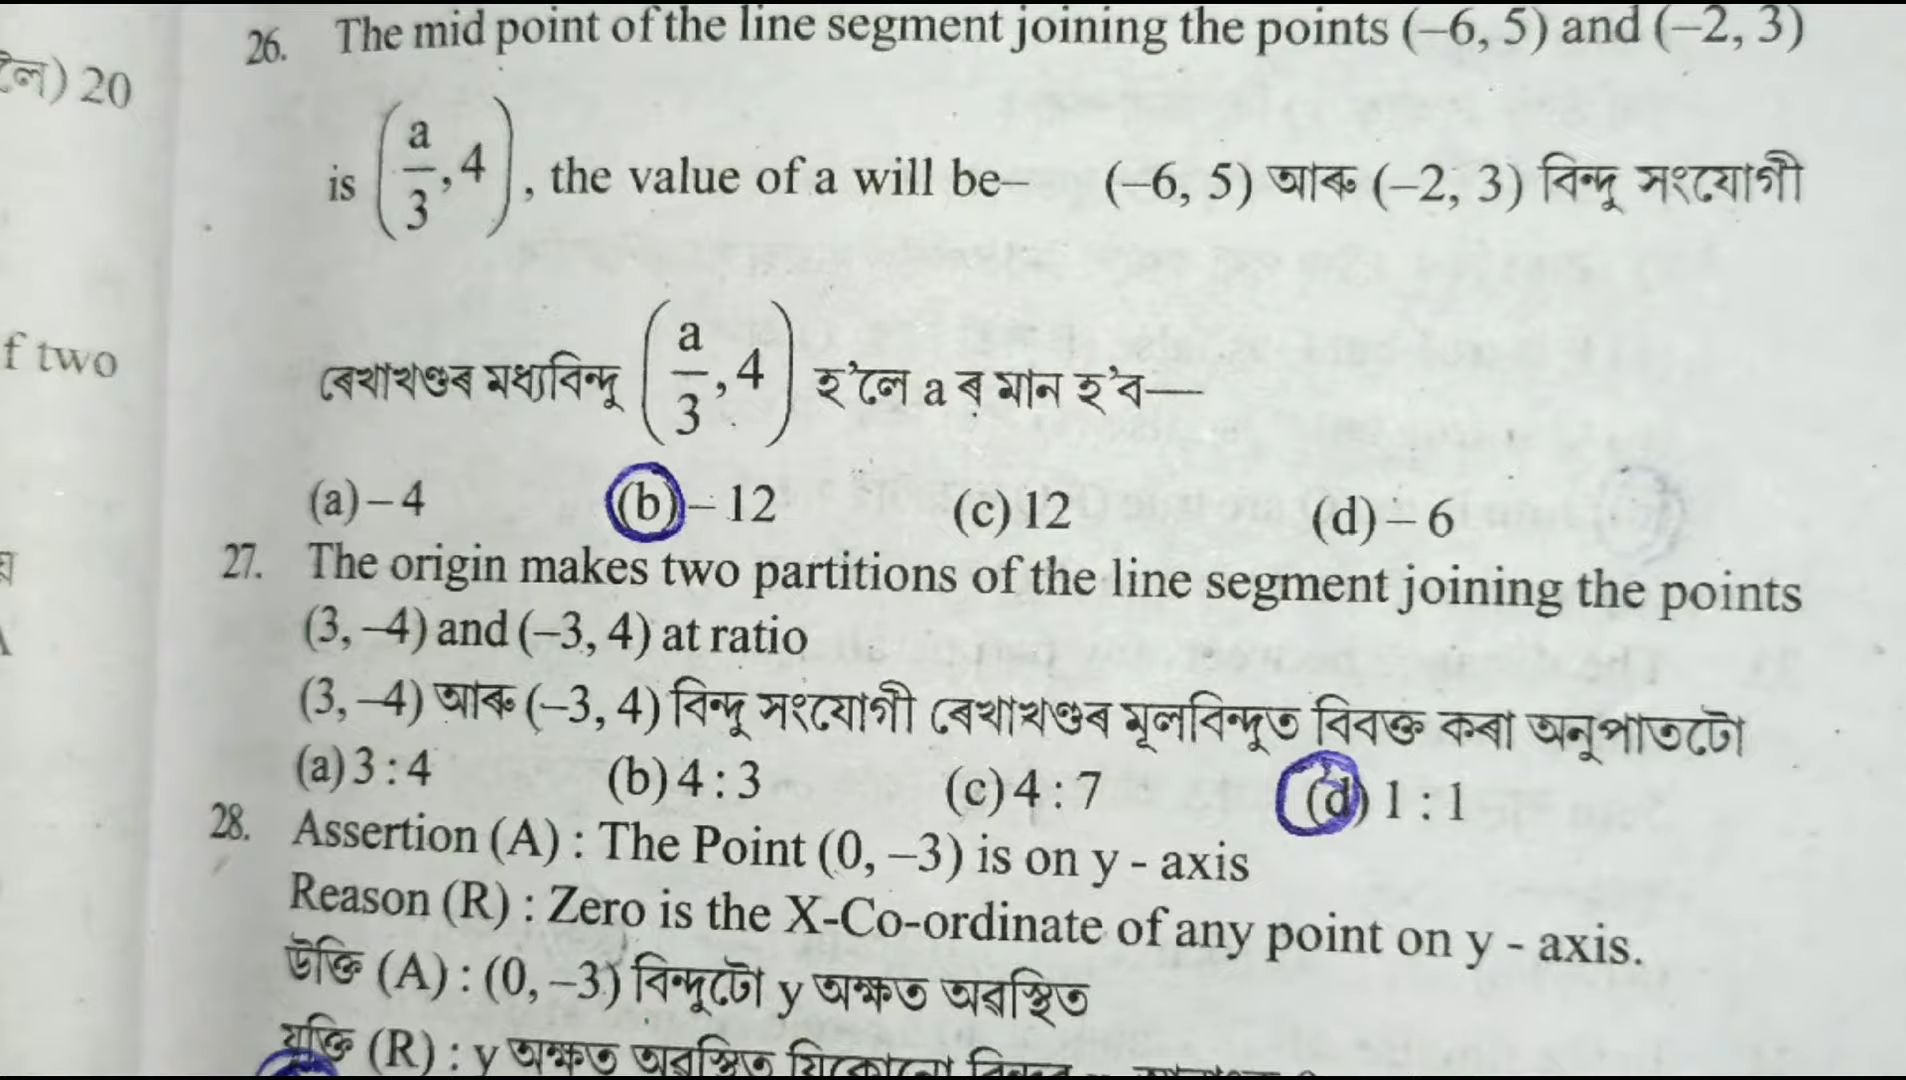 লৈ) 20
26. The mid point of the line segment joining the points (–6, 5) and (–2, 3)
is (a/3, 4), the value of a will be– (–6, 5) আৰু (–2, 3) বিন্দু সংযোগী
f two
ৰেখাখণ্ডৰ মধ্যবিন্দু (a/3, 4) হ'লে a ৰ মান হ'ব—
(a) – 4 (b) – 12 (c) 12 (d) – 6
27. The origin makes two partitions of the line segment joining the points
(3, –4) and (–3, 4) at ratio
(3, –4) আৰু (–3, 4) বিন্দু সংযোগী ৰেখাখণ্ডৰ মূলবিন্দুত বিবক্ত কৰা অনুপাতটো
(a) 3 : 4 (b) 4 : 3 (c) 4 : 7 (d) 1 : 1
28. Assertion (A) : The Point (0, –3) is on y - axis
Reason (R) : Zero is the X-Co-ordinate of any point on y - axis.
উক্তি (A) : (0, –3) বিন্দুটো y অক্ষত অৱস্থিত
যুক্তি (R) : y অক্ষত অৱস্থিত যিকোনো